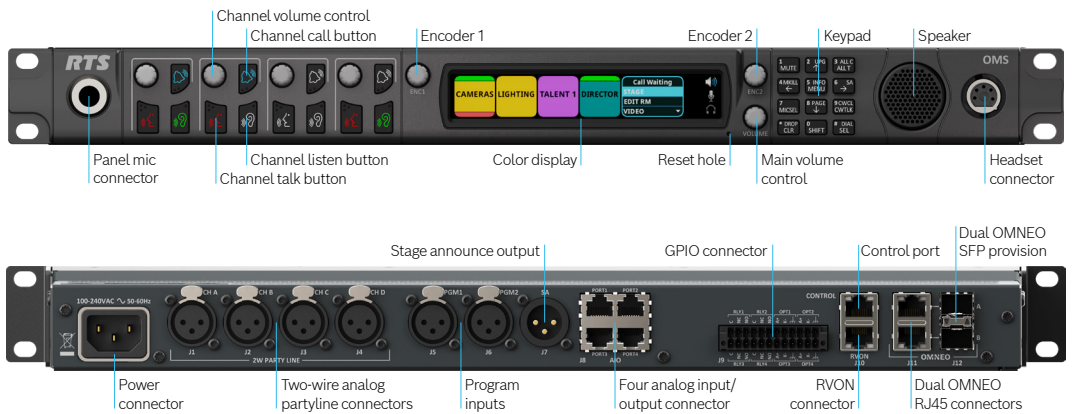 Channel volume control
Channel call button
Encoder 1
Encoder 2
Keypad
Speaker
RTS
ENC1
CAMERAS
LIGHTING
TALENT 1
DIRECTOR
Call Waiting
STAGE
EDIT RM
VIDEO
ENC2
VOLUME
1 MUTE
2 UPG ↑
3 ALL C ALL T
4 MKILL ←
5 INFO MENU
6 SA →
7 MICSEL
8 PAGE ↓
9 CWCL CWTLK
* DROP CLR
0 SHIFT
# DIAL SEL
OMS
Panel mic
connector
Channel listen button
Channel talk button
Color display
Reset hole
Main volume
control
Headset
connector
Stage announce output
GPIO connector
Control port
Dual OMNEO
SFP provision
100-240VAC ∿ 50-60Hz
CH A
CH B
CH C
CH D
PGM1
PGM2
SA
PORT1
PORT2
PORT3
PORT4
J1
J2
J3
J4
2W PARTY LINE
J5
J6
J7
J8
AIO
RLY1
RLY2
OPT1
OPT2
C NC NO C NC NO
J9
RLY3
RLY4
OPT3
OPT4
CONTROL
RVON
J10
J11
OMNEO
J12
A
B
Power
connector
Two-wire analog
partyline connectors
Program
inputs
Four analog input/
output connector
RVON
connector
Dual OMNEO
RJ45 connectors